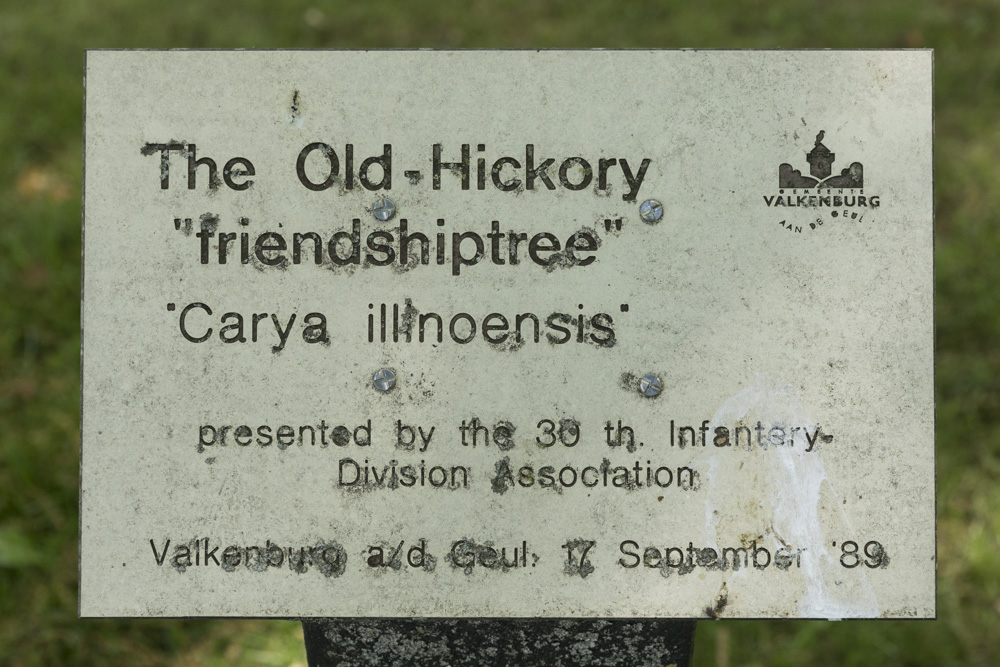 The Old-Hickory
"friendshiptree"
"Carya illinoensis"
presented by the 30 th. Infantery-
Division Association
Valkenburg a/d Geul. 17 September '89
GEMEENTE
VALKENBURG
AAN DE GEUL